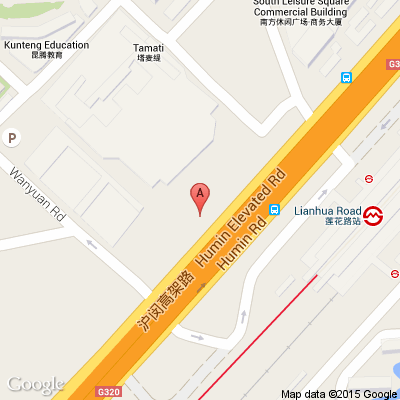 South Leisure Square
Commercial Building
南方休闲广场·商务大厦
Kunteng Education
昆腾教育
Tamati
塔麦缇
G3
P
Wanyuan Rd
A
Humin Elevated Rd
沪闵高架路
Humin Rd
Lianhua Road
莲花路站
G320
Google
Map data ©2015 Google